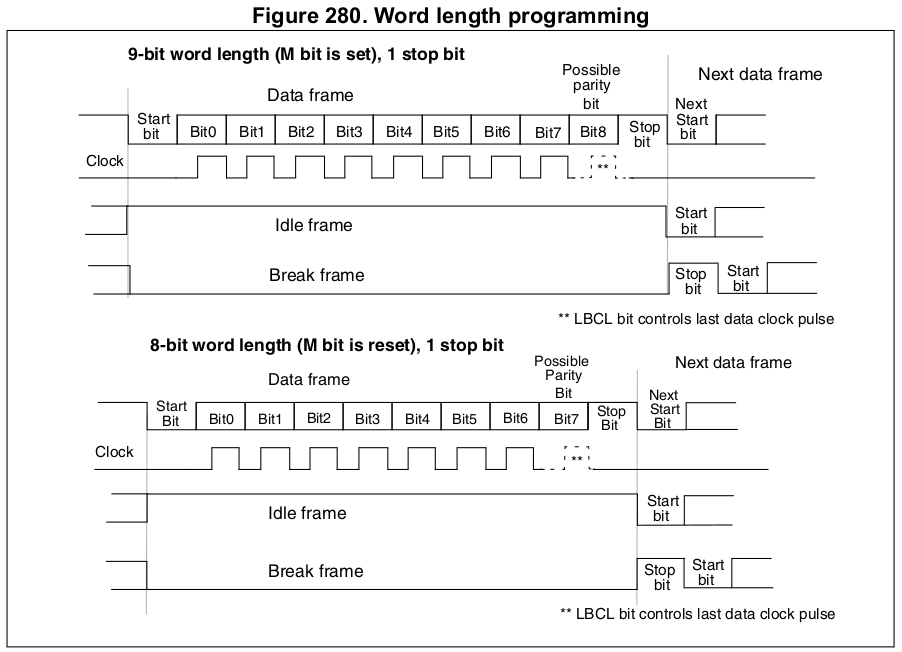 Figure 280. Word length programming
9-bit word length (M bit is set), 1 stop bit
Possible
parity
bit
Next data frame
Data frame
Start
bit
Bit0
Bit1
Bit2
Bit3
Bit4
Bit5
Bit6
Bit7
Bit8
Stop
bit
Next
Start
bit
Clock
**
Idle frame
Start
bit
Break frame
Stop
bit
Start
bit
** LBCL bit controls last data clock pulse
8-bit word length (M bit is reset), 1 stop bit
Possible
Parity
Bit
Next data frame
Data frame
Start
Bit
Bit0
Bit1
Bit2
Bit3
Bit4
Bit5
Bit6
Bit7
Stop
Bit
Next
Start
Bit
Clock
**
Idle frame
Start
bit
Break frame
Stop
bit
Start
bit
** LBCL bit controls last data clock pulse